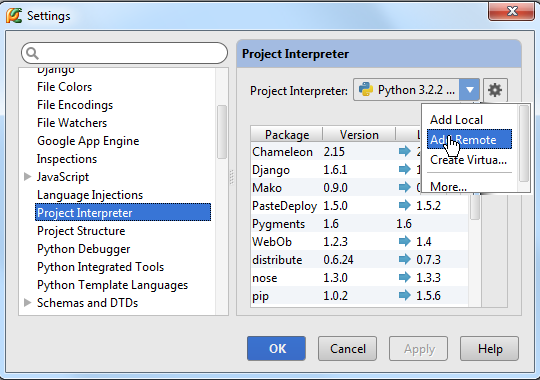 Settings
Django
File Colors
File Encodings
File Watchers
Google App Engine
Inspections
JavaScript
Language Injections
Project Interpreter
Project Structure
Python Debugger
Python Integrated Tools
Python Template Languages
Schemas and DTDs
Project Interpreter
Project Interpreter: Python 3.2.2 ...
Add Local
Add Remote
Create Virtua...
More...
Package Version L
Chameleon 2.15 2
Django 1.6.1
Mako 0.9.0
PasteDeploy 1.5.0 1.5.2
Pygments 1.6 1.6
WebOb 1.2.3 1.4
distribute 0.6.24 0.7.3
nose 1.3.0 1.3.3
pip 1.0.2 1.5.6
OK Cancel Apply Help